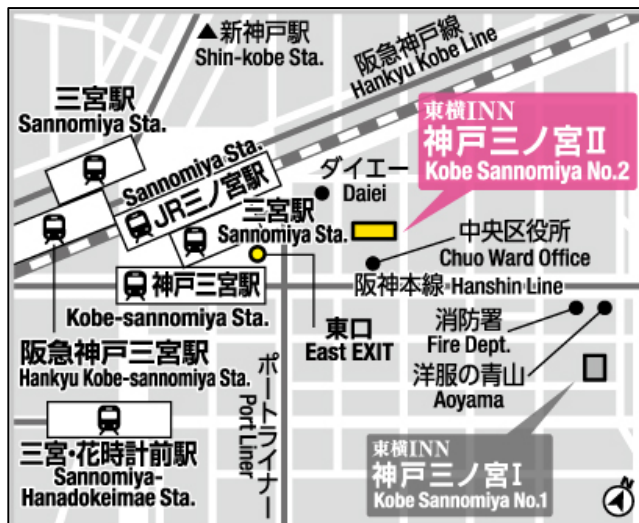 ▲新神戸駅
Shin-kobe Sta.
阪急神戸線
Hankyu Kobe Line
三宮駅
Sannomiya Sta.
東横INN
神戸三ノ宮II
Kobe Sannomiya No.2
Sannomiya Sta.
JR三ノ宮駅
ダイエー
Daiei
三宮駅
Sannomiya Sta.
中央区役所
Chuo Ward Office
神戸三宮駅
Kobe-sannomiya Sta.
阪神本線 Hanshin Line
東口
East EXIT
消防署
Fire Dept.
洋服の青山
Aoyama
阪急神戸三宮駅
Hankyu Kobe-sannomiya Sta.
ポートライナー
Port Liner
三宮・花時計前駅
Sannomiya-
Hanadokeimae Sta.
東横INN
神戸三ノ宮I
Kobe Sannomiya No.1
N